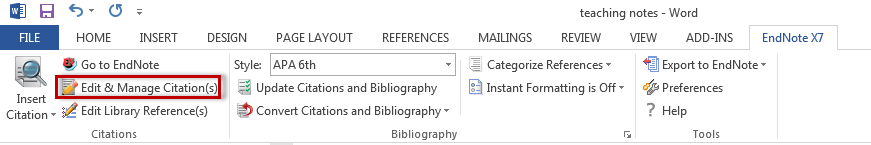 teaching notes - Word
FILE HOME INSERT DESIGN PAGE LAYOUT REFERENCES MAILINGS REVIEW VIEW ADD-INS EndNote X7
Go to EndNote Style: APA 6th Categorize References Export to EndNote
Edit & Manage Citation(s) Update Citations and Bibliography Instant Formatting is Off Preferences
Insert
Citation Edit Library Reference(s) Convert Citations and Bibliography Help
Citations Bibliography Tools